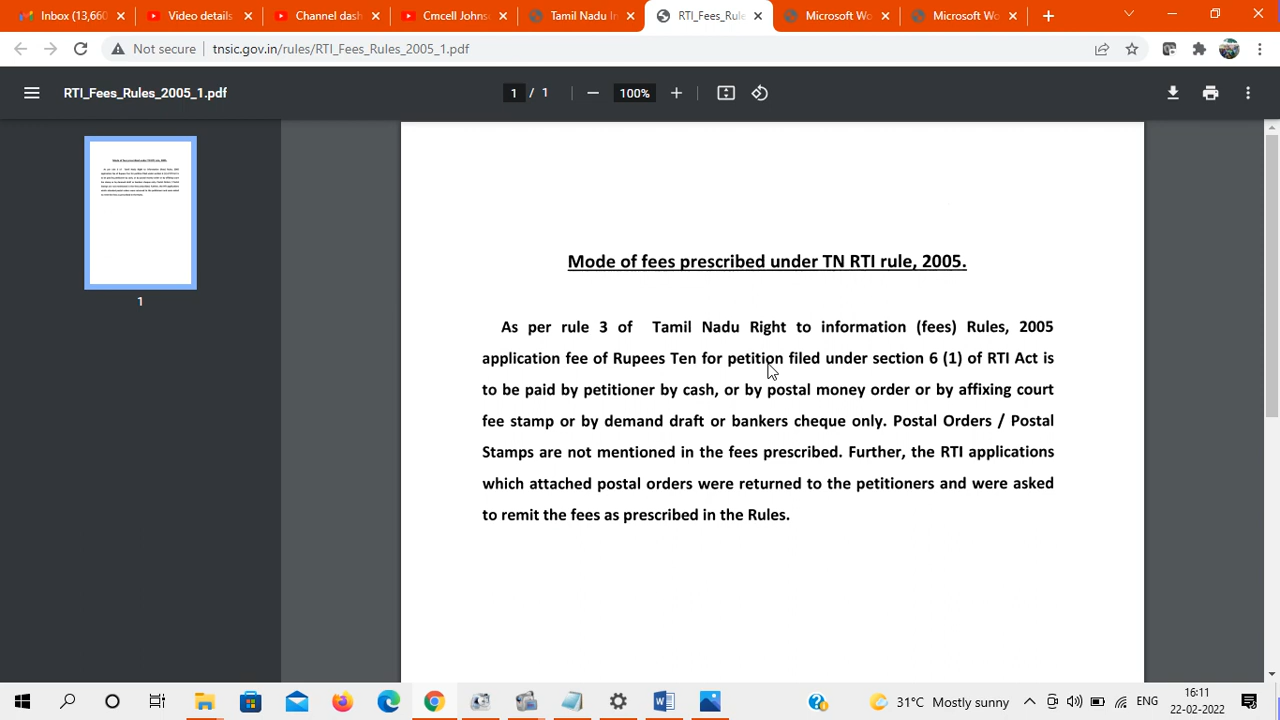 Inbox (13,660
Video details
Channel dash
Cmcell Johns
Tamil Nadu In
RTI_Fees_Rule
Microsoft Wo
Microsoft Wo
Not secure
tnsic.gov.in/rules/RTI_Fees_Rules_2005_1.pdf
RTI_Fees_Rules_2005_1.pdf
1 / 1
100%
1
Mode of fees prescribed under TN RTI rule, 2005.
As per rule 3 of Tamil Nadu Right to information (fees) Rules, 2005
application fee of Rupees Ten for petition filed under section 6 (1) of RTI Act is
to be paid by petitioner by cash, or by postal money order or by affixing court
fee stamp or by demand draft or bankers cheque only. Postal Orders / Postal
Stamps are not mentioned in the fees prescribed. Further, the RTI applications
which attached postal orders were returned to the petitioners and were asked
to remit the fees as prescribed in the Rules.
31°C Mostly sunny
ENG
16:11
22-02-2022